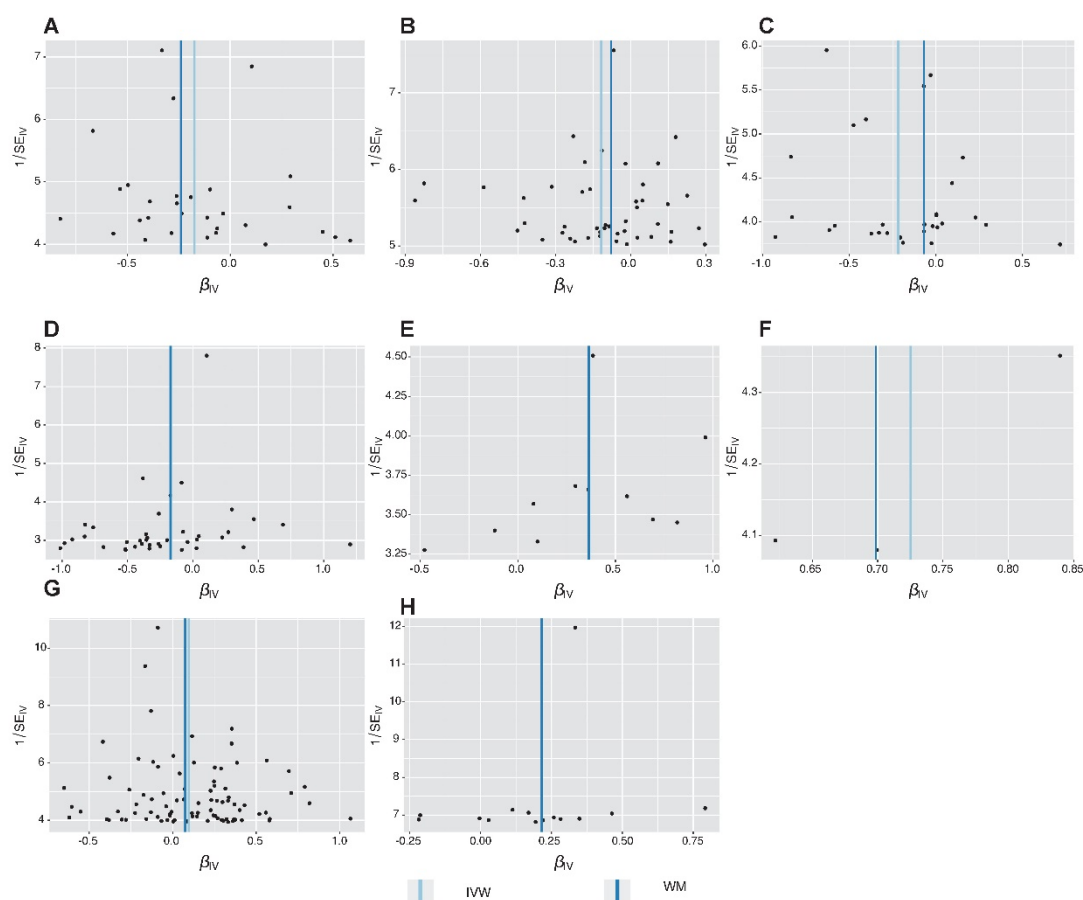 A
B
C
7
6
5
4
1/SE_IV
-0.5
0.0
0.5
β_IV
7
6
5
1/SE_IV
-0.9
-0.6
-0.3
0.0
0.3
β_IV
6.0
5.5
5.0
4.5
4.0
1/SE_IV
-1.0
-0.5
0.0
0.5
β_IV
D
E
F
8
7
6
5
4
3
1/SE_IV
-1.0
-0.5
0.0
0.5
1.0
β_IV
4.50
4.00
3.75
3.50
3.25
1/SE_IV
-0.5
0.0
0.5
1.0
β_IV
4.3
4.2
4.1
1/SE_IV
0.65
0.70
0.75
0.80
0.85
β_IV
G
H
10
8
6
4
1/SE_IV
-0.5
0.0
0.5
1.0
β_IV
12
11
10
9
8
7
1/SE_IV
-0.25
0.00
0.25
0.50
0.75
β_IV
IVW
WM